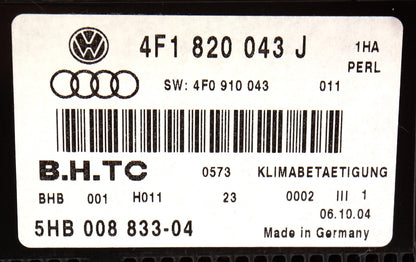 4F1 820 043 J 1HA
PERL
SW: 4F0 910 043 011
B.H.TC 0573 KLIMABETAETIGUNG
BHB 001 H011 23 0002 III 1
06.10.04
5HB 008 833-04 Made in Germany